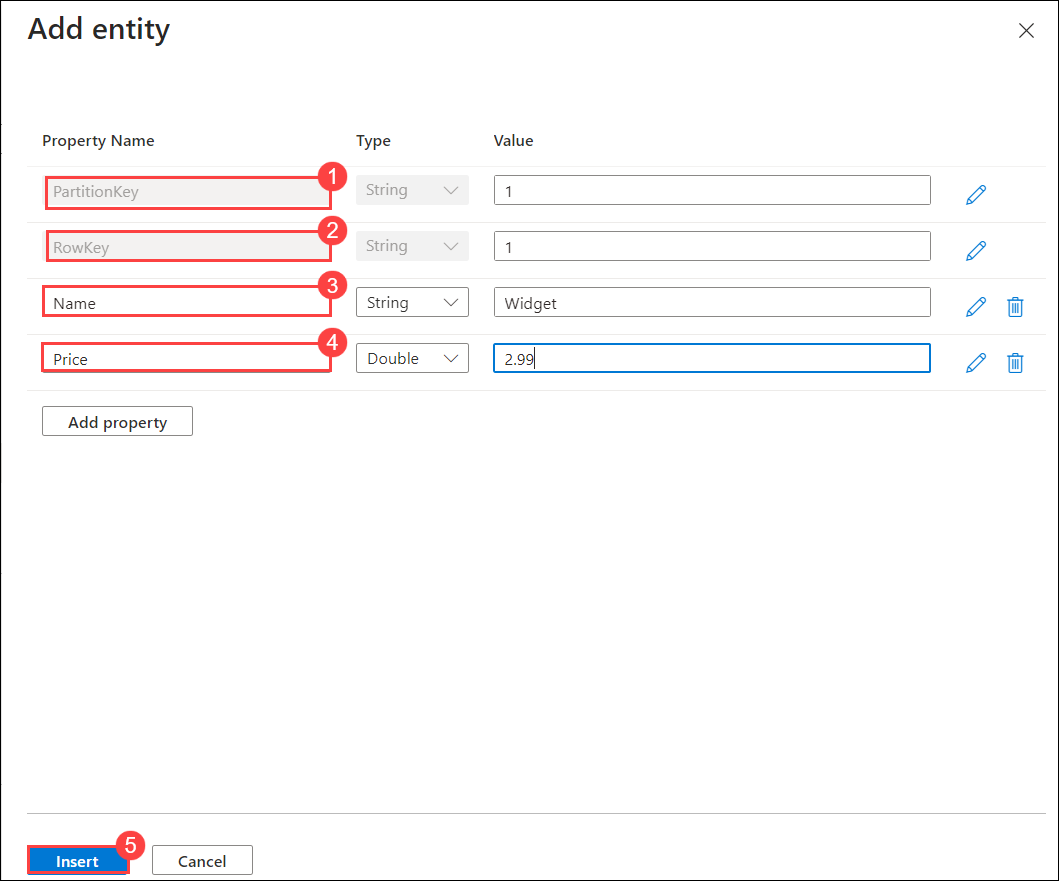 Add entity
Property Name Type Value
PartitionKey 1 String 1
RowKey 2 String 1
Name 3 String Widget
Price 4 Double 2.99
Add property
Insert 5 Cancel